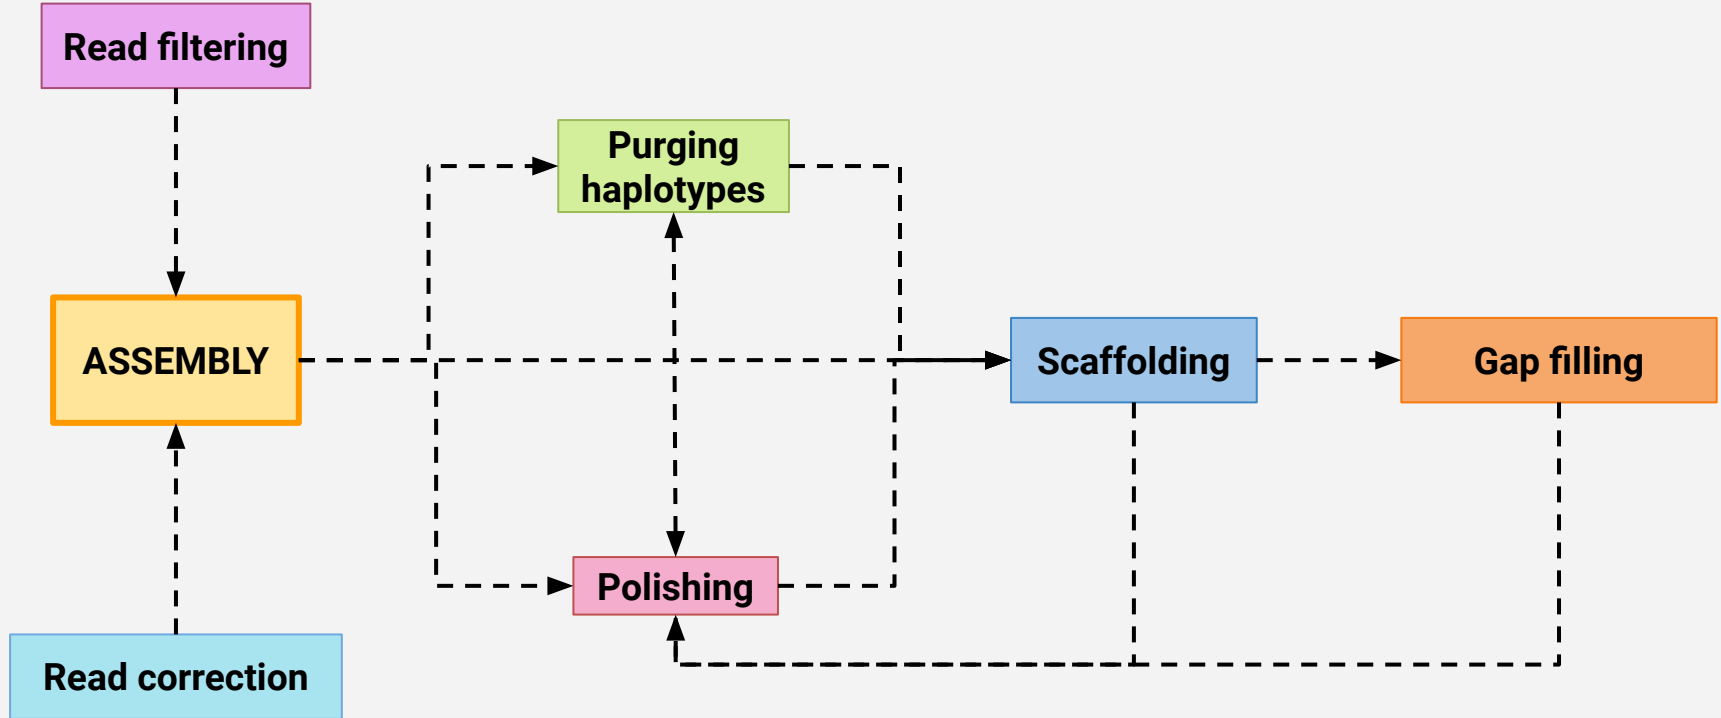 Read filtering
Purging
haplotypes
ASSEMBLY
Scaffolding
Gap filling
Polishing
Read correction